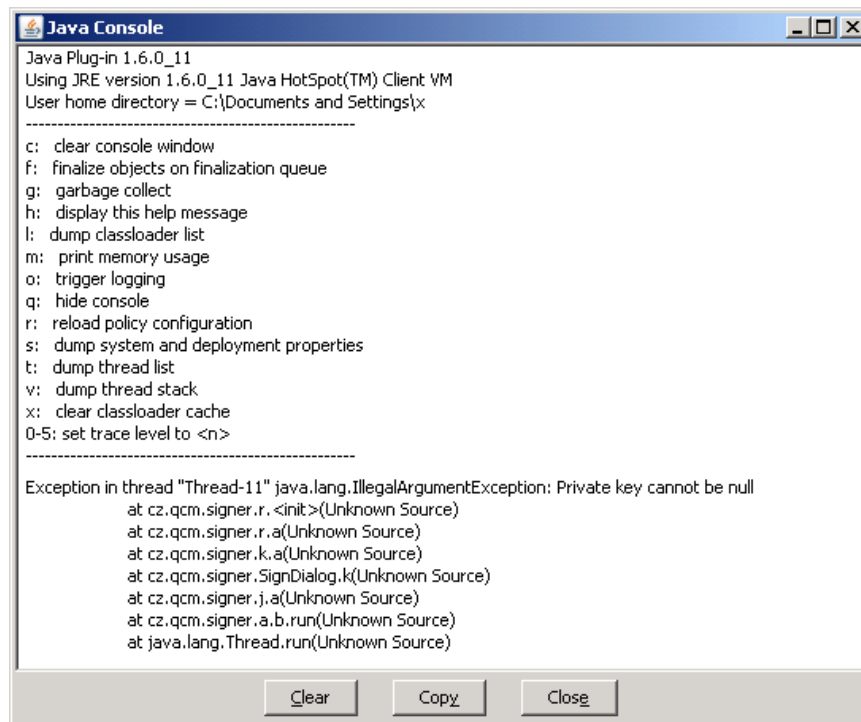 Java Console
Java Plug-in 1.6.0_11
Using JRE version 1.6.0_11 Java HotSpot(TM) Client VM
User home directory = C:\Documents and Settings\x
----------------------------------------------------
c:   clear console window
f:   finalize objects on finalization queue
g:   garbage collect
h:   display this help message
l:   dump classloader list
m:   print memory usage
o:   trigger logging
q:   hide console
r:   reload policy configuration
s:   dump system and deployment properties
t:   dump thread list
v:   dump thread stack
x:   clear classloader cache
0-5: set trace level to <n>
----------------------------------------------------
Exception in thread "Thread-11" java.lang.IllegalArgumentException: Private key cannot be null
at cz.qcm.signer.r.<init>(Unknown Source)
at cz.qcm.signer.r.a(Unknown Source)
at cz.qcm.signer.k.a(Unknown Source)
at cz.qcm.signer.SignDialog.k(Unknown Source)
at cz.qcm.signer.j.a(Unknown Source)
at cz.qcm.signer.a.b.run(Unknown Source)
at java.lang.Thread.run(Unknown Source)
Clear Copy Close